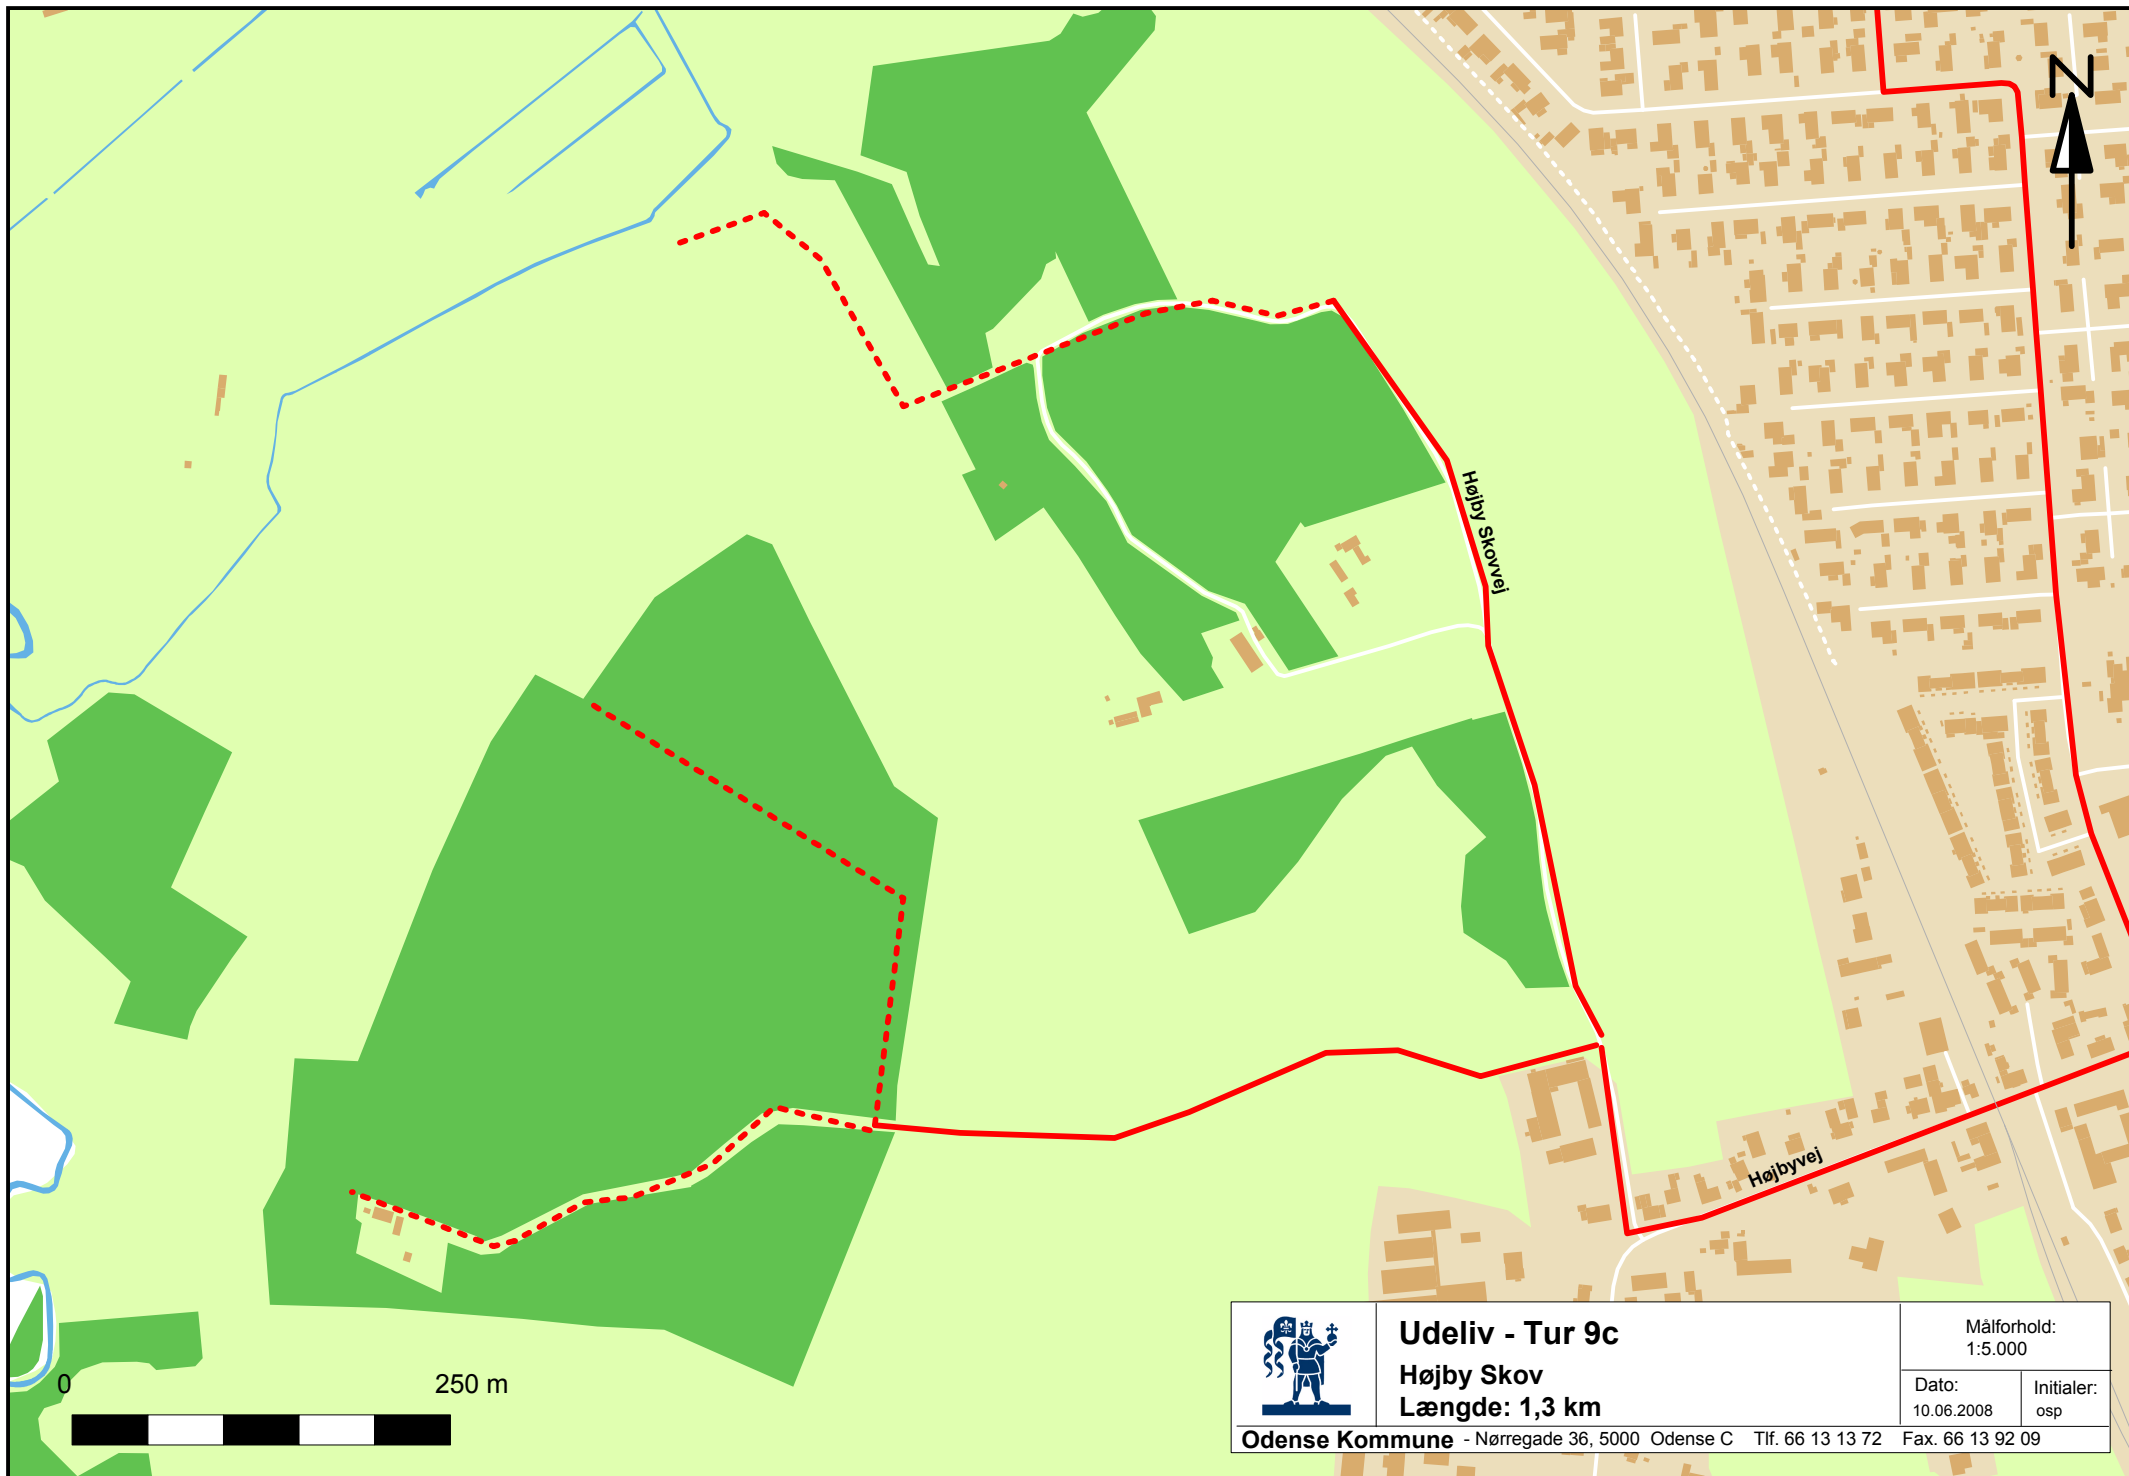 N
Højby Skovvej
Højbyvej
0 250 m
Udeliv - Tur 9c
Højby Skov
Længde: 1,3 km
Målforhold:
1:5.000
Dato:
10.06.2008
Initialer:
osp
Odense Kommune - Nørregade 36, 5000 Odense C Tlf. 66 13 13 72 Fax. 66 13 92 09